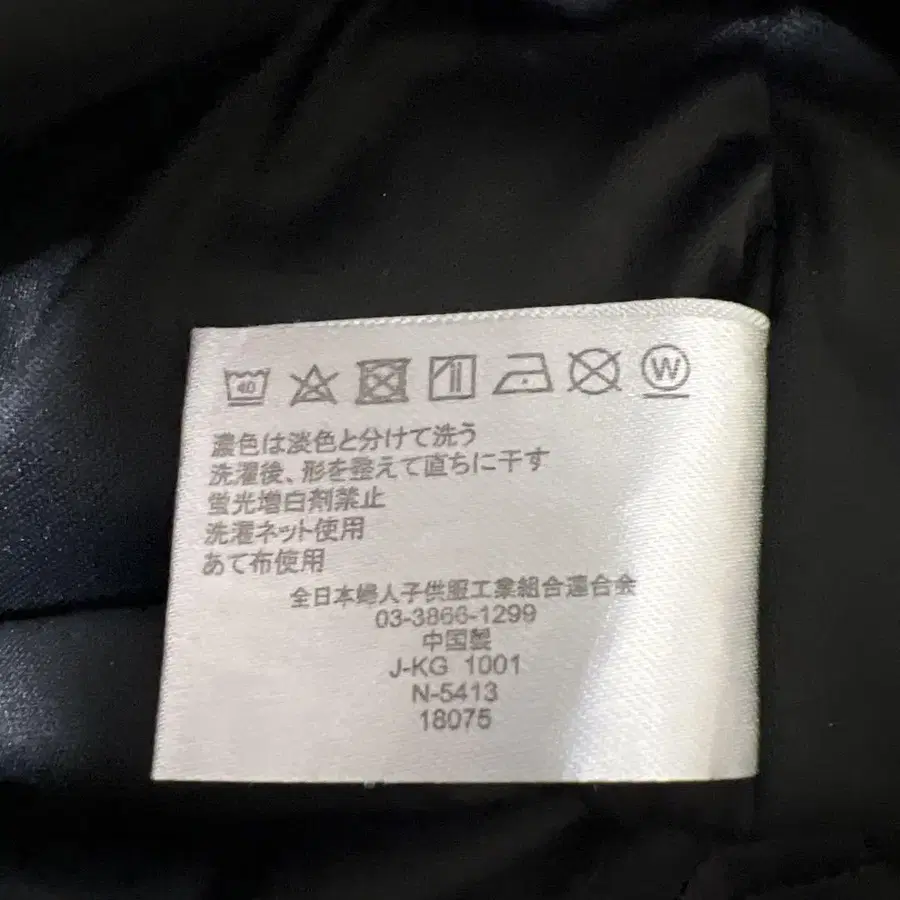 40 W
濃色は淡色と分けて洗う
洗濯後、形を整えて直ちに干す
蛍光増白剤禁止
洗濯ネット使用
あて布使用
全日本婦人子供服工業組合連合会
03-3866-1299
中国製
J-KG 1001
N-5413
18075